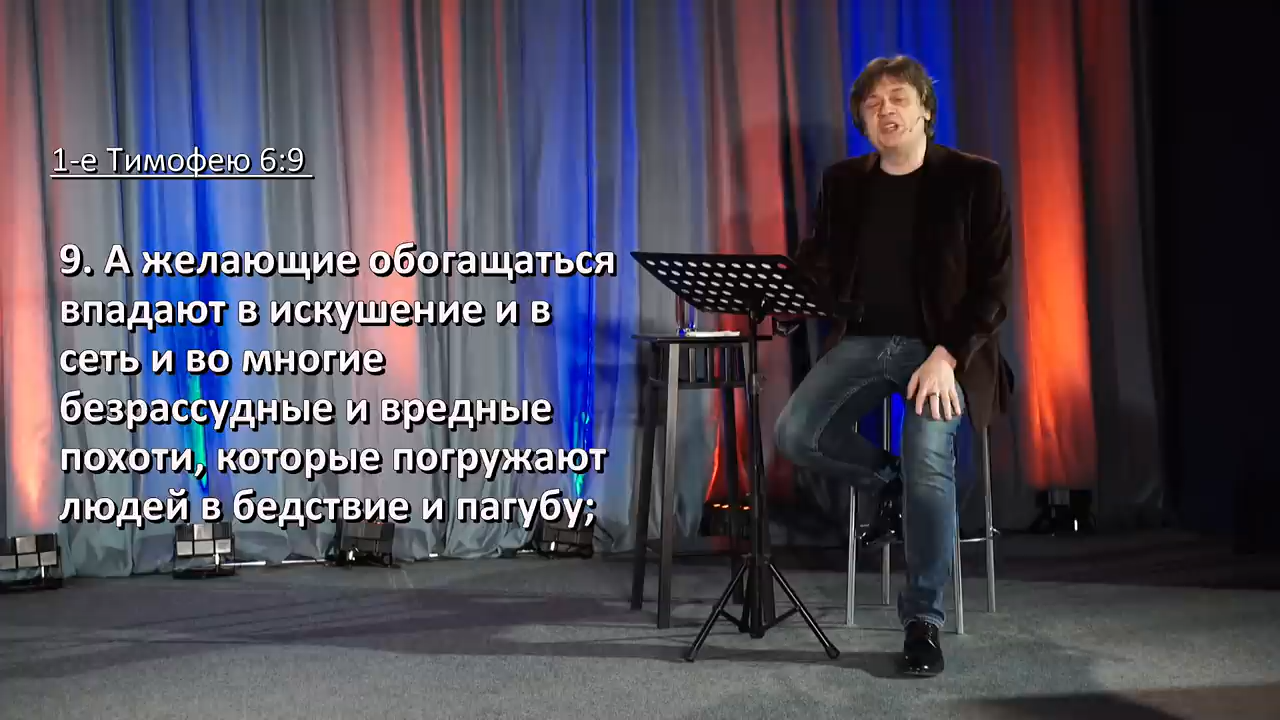 1-е Тимофею 6:9
9. А желающие обогащаться
впадают в искушение и в
сеть и во многие
безрассудные и вредные
похоти, которые погружают
людей в бедствие и пагубу;